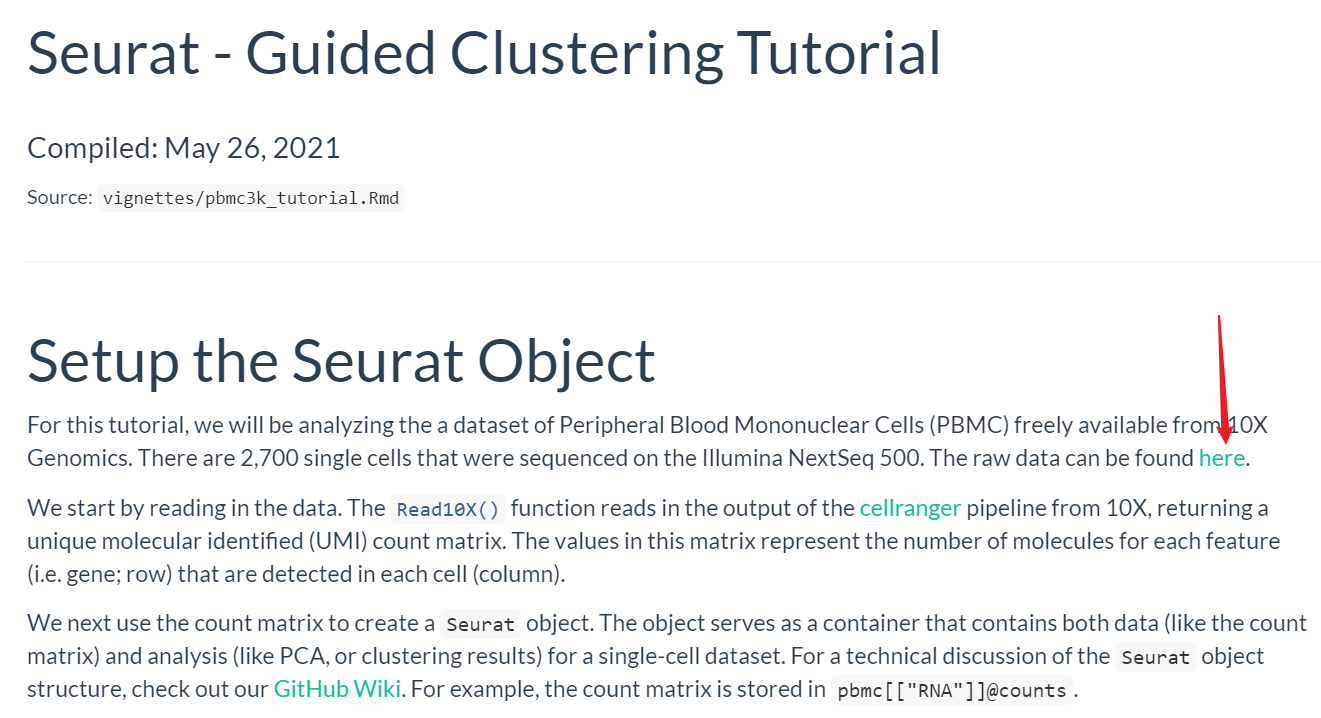 Seurat - Guided Clustering Tutorial
Compiled: May 26, 2021
Source: vignettes/pbmc3k_tutorial.Rmd
Setup the Seurat Object
For this tutorial, we will be analyzing the a dataset of Peripheral Blood Mononuclear Cells (PBMC) freely available from 10X
Genomics. There are 2,700 single cells that were sequenced on the Illumina NextSeq 500. The raw data can be found here.
We start by reading in the data. The Read10X() function reads in the output of the cellranger pipeline from 10X, returning a
unique molecular identified (UMI) count matrix. The values in this matrix represent the number of molecules for each feature
(i.e. gene; row) that are detected in each cell (column).
We next use the count matrix to create a Seurat object. The object serves as a container that contains both data (like the count
matrix) and analysis (like PCA, or clustering results) for a single-cell dataset. For a technical discussion of the Seurat object
structure, check out our GitHub Wiki. For example, the count matrix is stored in pbmc[["RNA"]]@counts.